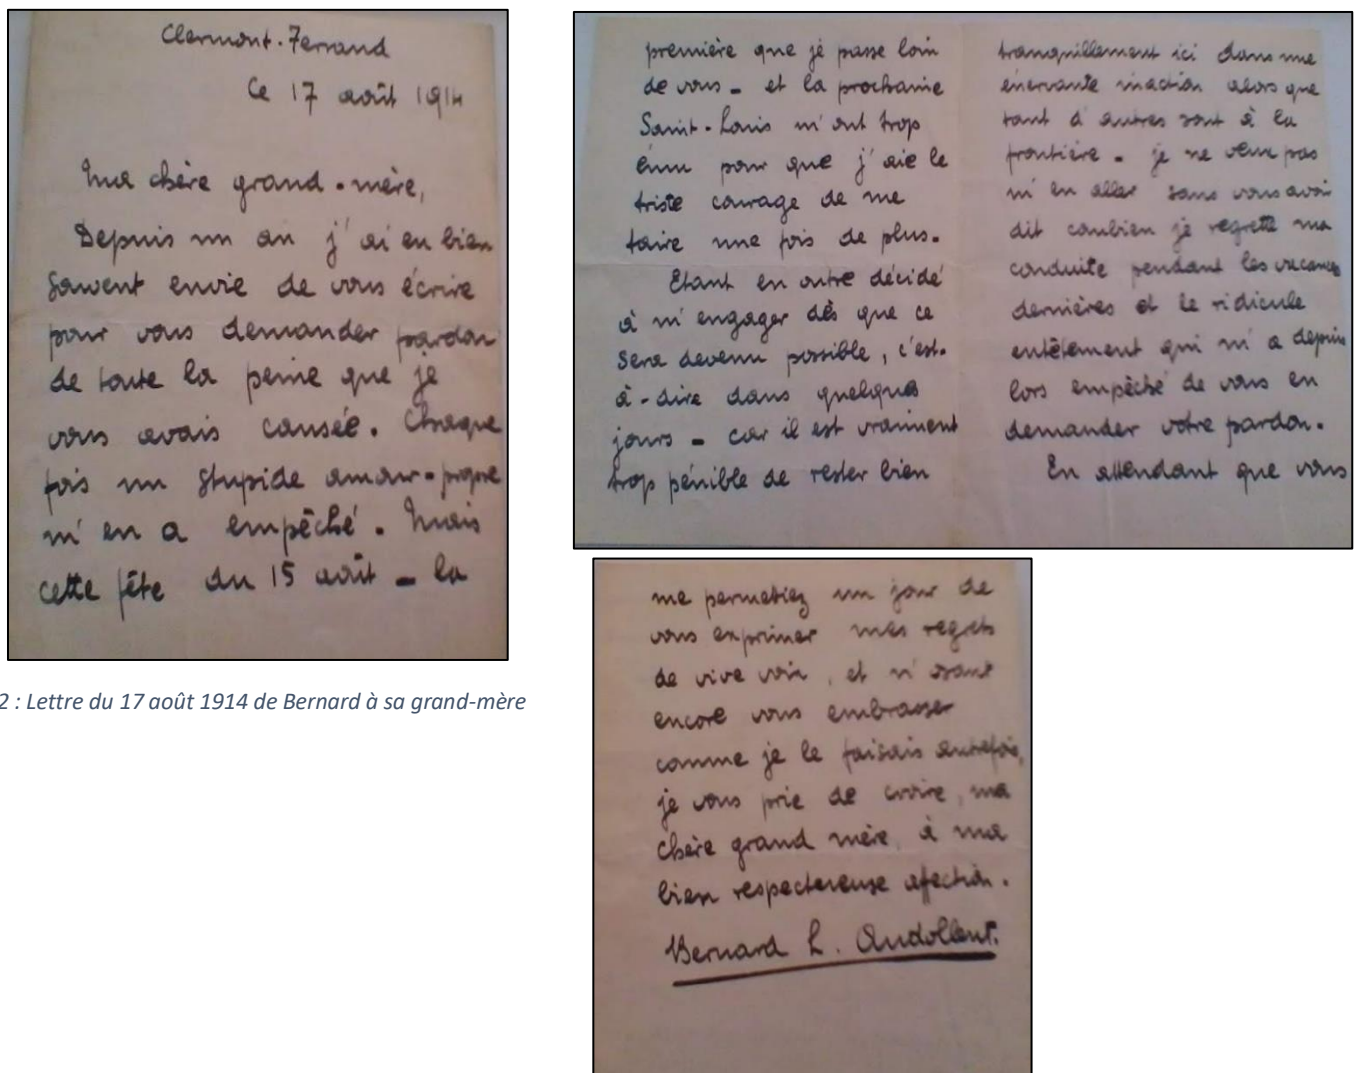 Clermont-Ferrand
Ce 17 août 1914
Ma chère grand-mère,
Depuis un an j'ai eu bien
souvent envie de vous écrire
pour vous demander pardon
de toute la peine que je
vous avais causée. Chaque
fois un stupide amour-propre
m'en a empêché. Mais
cette fête du 15 août – la
première que je passe loin
de vous – et la prochaine
Saint-Louis m'ont trop
ému pour que j'aie le
triste courage de me
taire une fois de plus.
Etant en outre décidé
à m'engager dès que ce
sera devenu possible, c'est-
à-dire dans quelques
jours – car il est vraiment
trop pénible de rester bien
tranquillement ici dans une
énervante inaction alors que
tant d'autres sont à la
frontière – je ne veux pas
m'en aller sans vous avoir
dit combien je regrette ma
conduite pendant les vacances
dernières et le ridicule
entêtement qui m'a depuis
lors empêché de vous en
demander votre pardon.
En attendant que vous
me permettiez un jour de
vous exprimer mes regrets
de vive voix, et n'osant
encore vous embrasser
comme je le faisais autrefois,
je vous prie de croire, ma
chère grand mère, à ma
bien respectueuse affection.
Bernard L. Audollent.
2 : Lettre du 17 août 1914 de Bernard à sa grand-mère